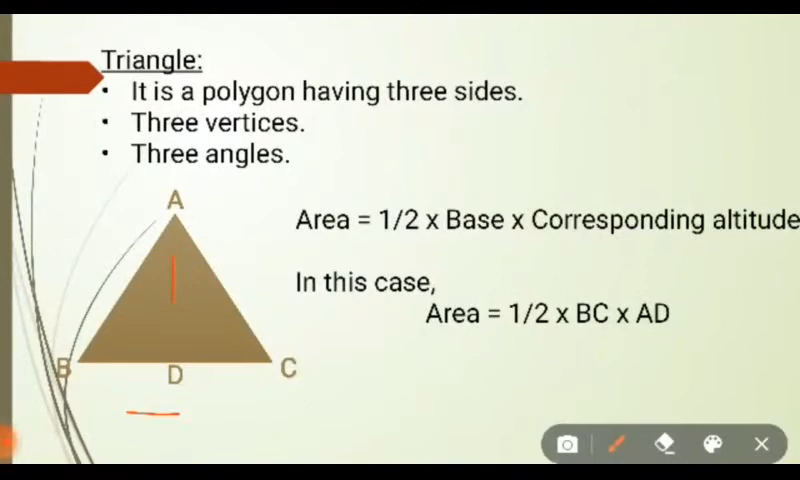 Triangle:
• It is a polygon having three sides.
• Three vertices.
• Three angles.
A
Area = 1/2 x Base x Corresponding altitude
In this case,
Area = 1/2 x BC x AD
B
D
C